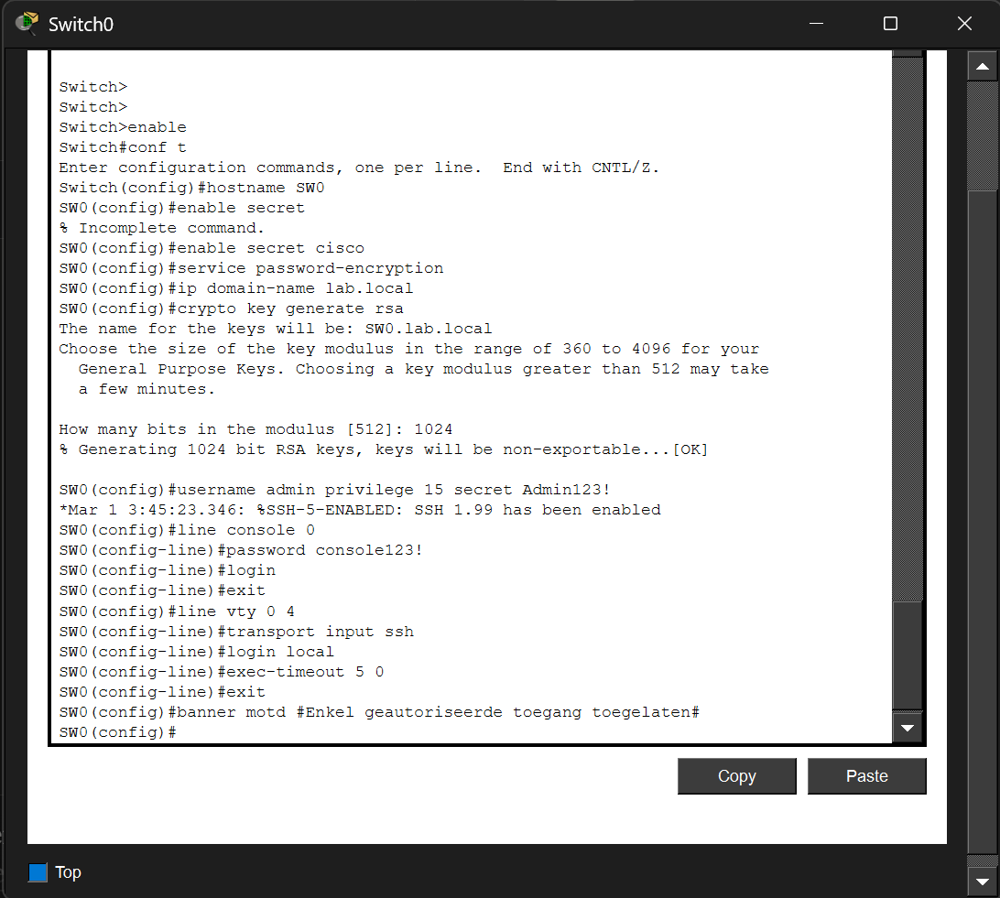 Switch0
Switch>
Switch>
Switch>enable
Switch#conf t
Enter configuration commands, one per line.  End with CNTL/Z.
Switch(config)#hostname SW0
SW0(config)#enable secret
% Incomplete command.
SW0(config)#enable secret cisco
SW0(config)#service password-encryption
SW0(config)#ip domain-name lab.local
SW0(config)#crypto key generate rsa
The name for the keys will be: SW0.lab.local
Choose the size of the key modulus in the range of 360 to 4096 for your
  General Purpose Keys. Choosing a key modulus greater than 512 may take
  a few minutes.
How many bits in the modulus [512]: 1024
% Generating 1024 bit RSA keys, keys will be non-exportable...[OK]
SW0(config)#username admin privilege 15 secret Admin123!
*Mar 1 3:45:23.346: %SSH-5-ENABLED: SSH 1.99 has been enabled
SW0(config)#line console 0
SW0(config-line)#password console123!
SW0(config-line)#login
SW0(config-line)#exit
SW0(config)#line vty 0 4
SW0(config-line)#transport input ssh
SW0(config-line)#login local
SW0(config-line)#exec-timeout 5 0
SW0(config-line)#exit
SW0(config)#banner motd #Enkel geautoriseerde toegang toegelaten#
SW0(config)#
Copy
Paste
Top